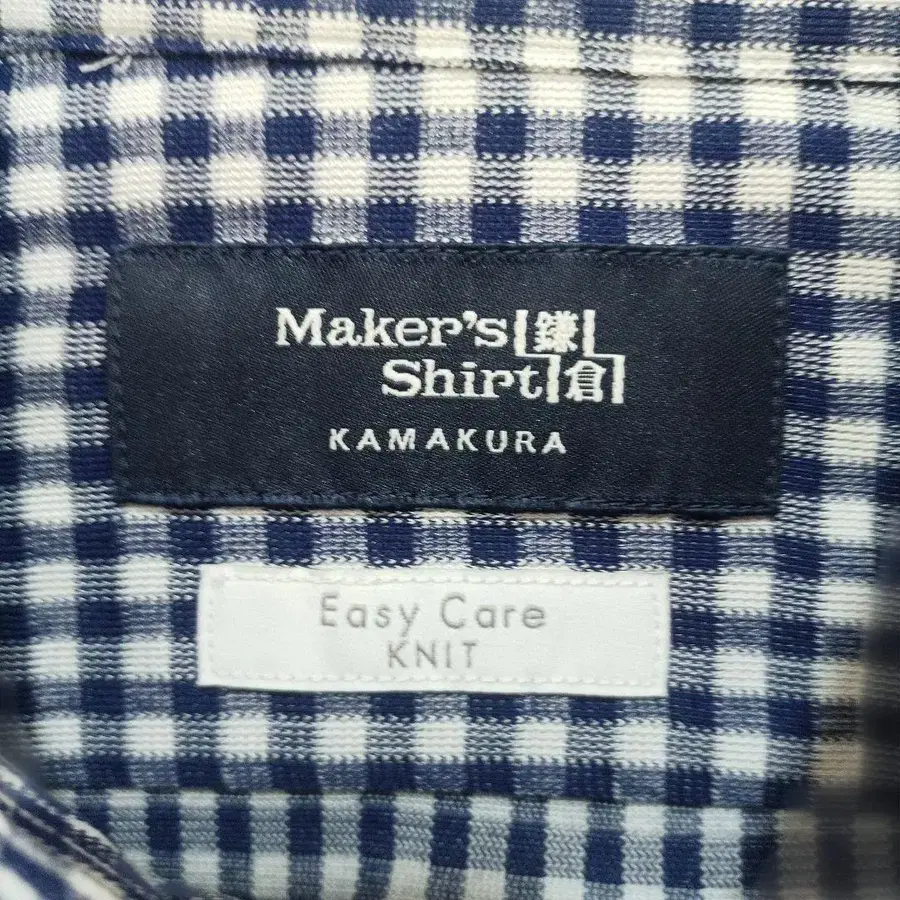 Maker's 鎌
Shirt 倉
KAMAKURA
Easy Care
KNIT